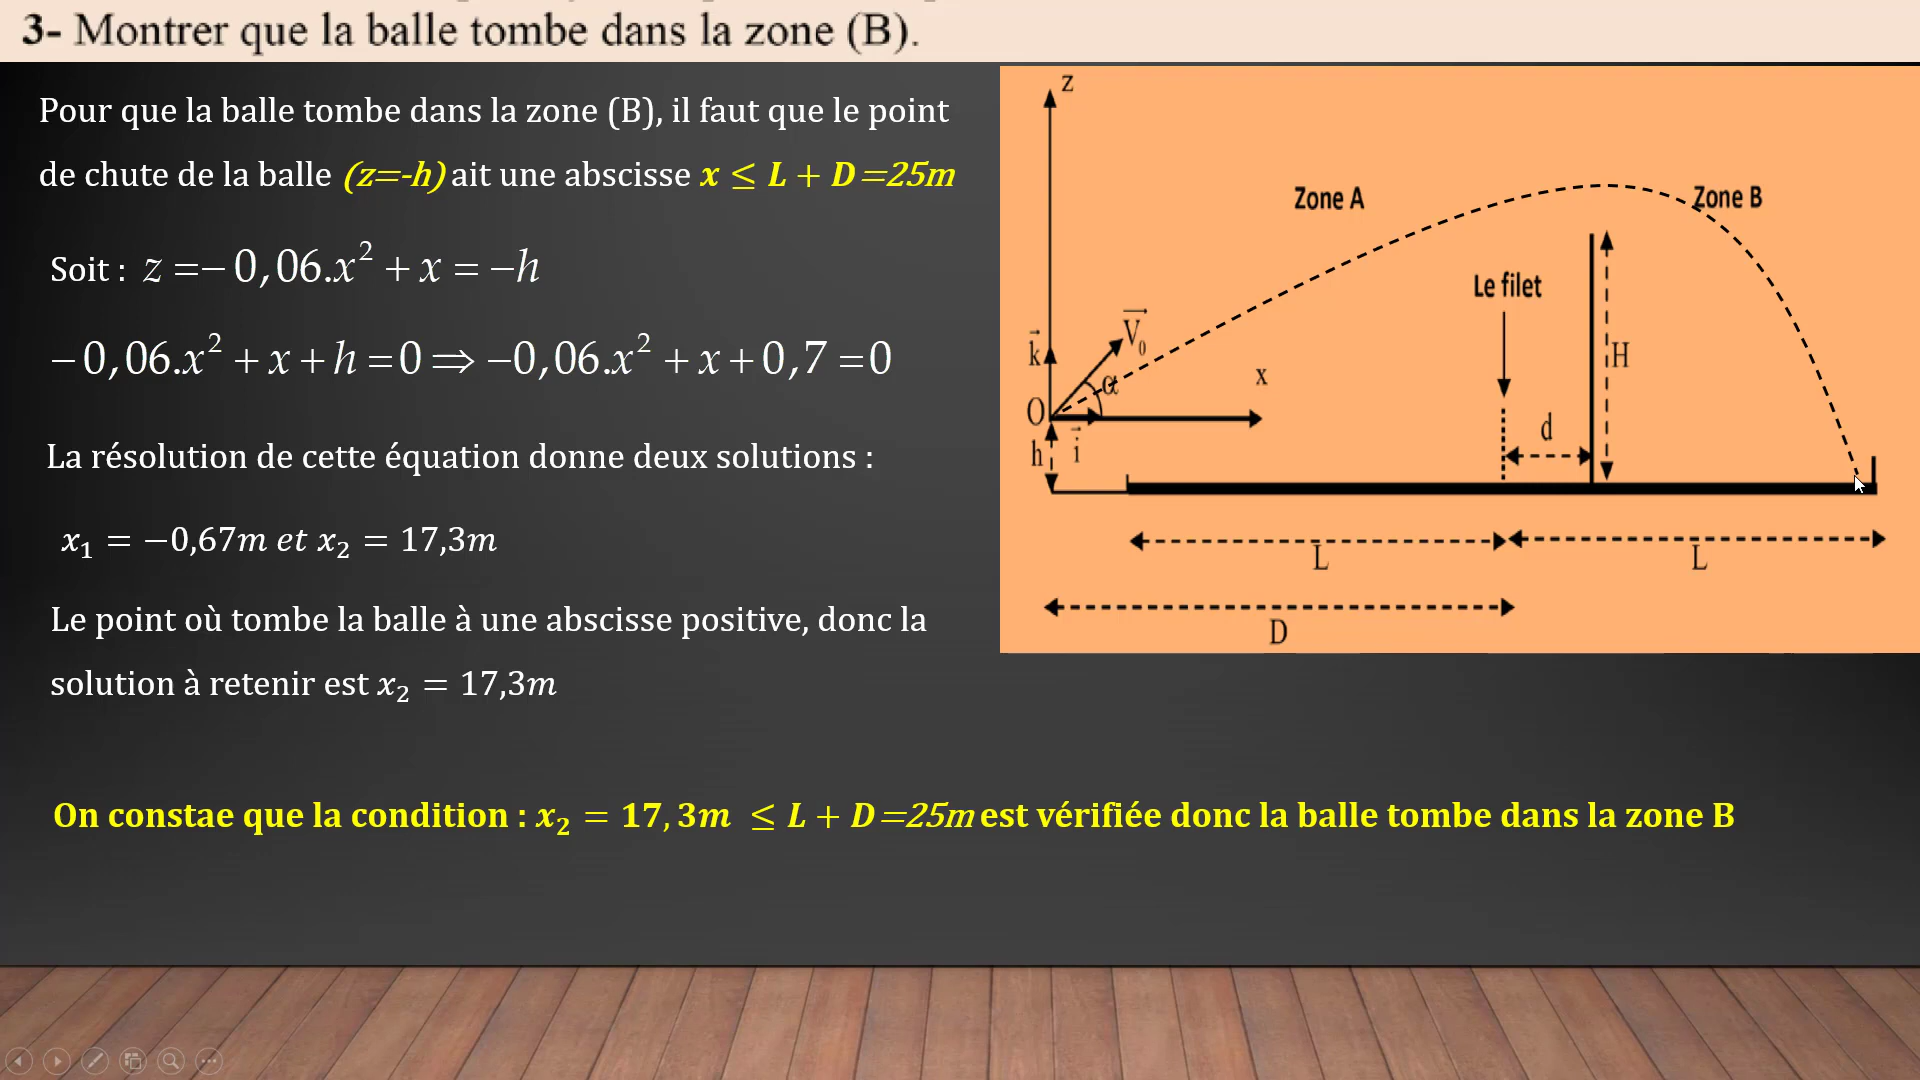 3- Montrer que la balle tombe dans la zone (B).
Pour que la balle tombe dans la zone (B), il faut que le point
de chute de la balle (z=-h) ait une abscisse x ≤ L + D=25m
Soit : z =− 0,06.x² + x = −h
− 0,06.x² + x + h = 0 ⇒ −0,06.x² + x + 0,7 = 0
La résolution de cette équation donne deux solutions :
x₁ = −0,67m et x₂ = 17,3m
Le point où tombe la balle à une abscisse positive, donc la
solution à retenir est x₂ = 17,3m
On constae que la condition : x₂ = 17, 3m ≤ L + D=25m est vérifiée donc la balle tombe dans la zone B
z
Zone A
Zone B
Le filet
V₀
k
H
x
α
O
d
h
i
L
L
D